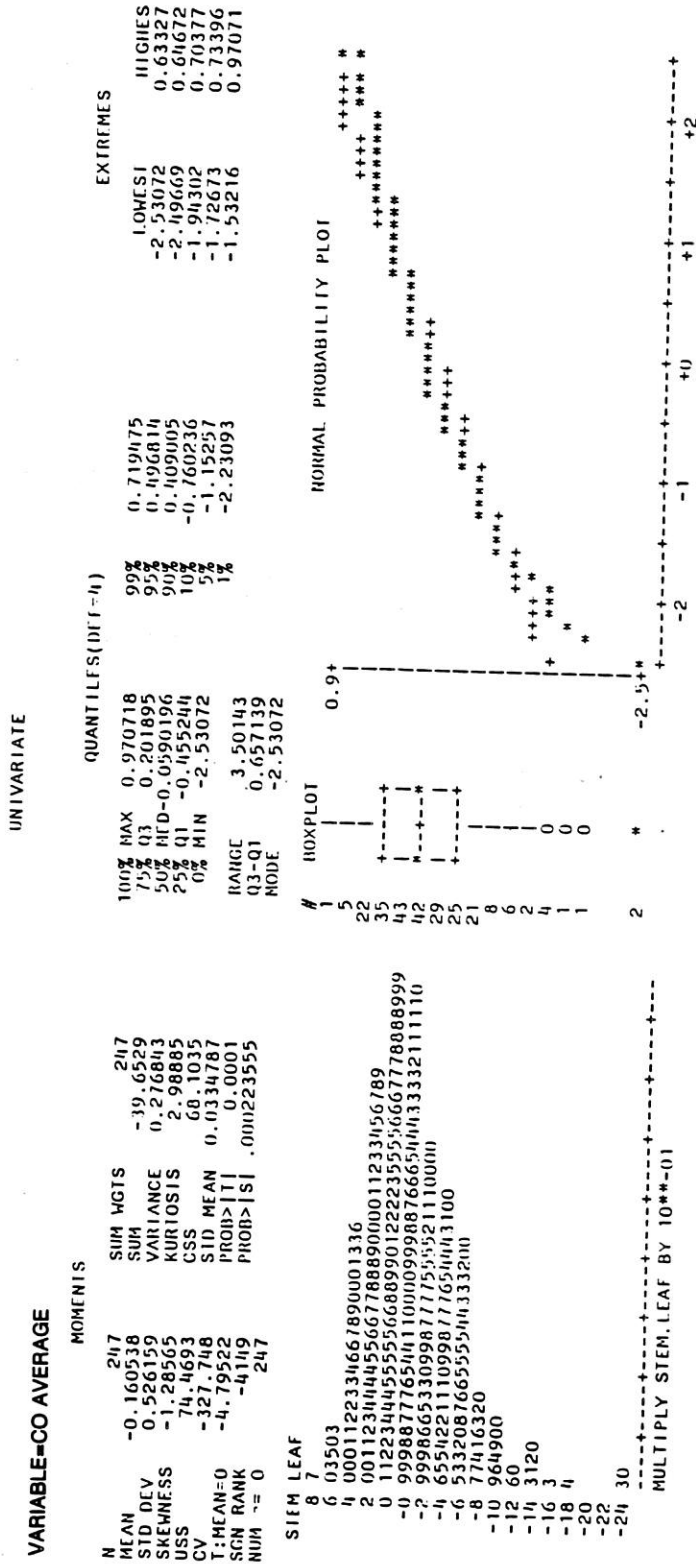 VARIABLE=CO AVERAGE
UNIVARIATE
MOMENTS
N 247 SUM WGTS 247
MEAN -0.160538 SUM -39.6529
STD DEV 0.526159 VARIANCE 0.276843
SKEWNESS -1.28565 KURTOSIS 2.98885
USS 74.4693 CSS 68.1035
CV -327.748 STD MEAN 0.0334787
T:MEAN=0 -4.79522 PROB>|T| 0.0001
SGN RANK -4149 PROB>|S| .000223555
NUM ¬= 0 247
QUANTILES(DEF=4)
100% MAX 0.970718 99% 0.719475
75% Q3 0.201895 95% 0.496814
50% MED -0.0590196 90% 0.409005
25% Q1 -0.455244 10% -0.760236
0% MIN -2.53072 5% -1.15257
1% -2.23093
RANGE 3.50143
Q3-Q1 0.657139
MODE -2.53072
EXTREMES
LOWEST HIGHES
-2.53072 0.63327
-2.49669 0.64672
-1.94302 0.70377
-1.72673 0.73396
-1.53216 0.97071
STEM LEAF # BOXPLOT
8 7 1
6 03503 5
4 0001122334667890001336 22
2 00112344445566778889000011233456789 35
0 11223444555555668899012222355556667778888999 43
-0 999887776544110000999887666544433332111110 42
-2 99986653309987777555521110000 29
-4 6554221110998777654443100 25
-6 533208766555544333200 21
-8 77416320 8
-10 964900 6
-12 60 2
-14 3120 4 0
-16 3 1 0
-18 4 1 0
-20
-22
-24 30 2 *
MULTIPLY STEM.LEAF BY 10**-01
NORMAL PROBABILITY PLOT
0.9+
-2.5+*
-2 -1 +0 +1 +2